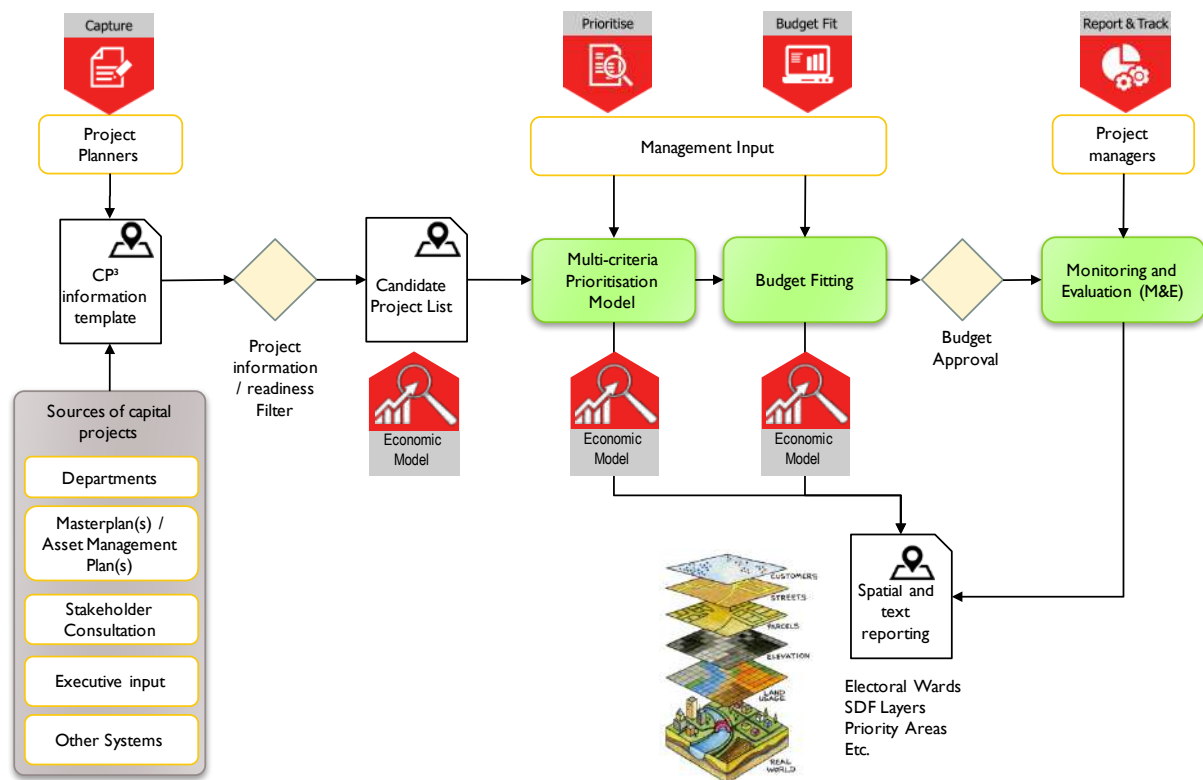 Capture
Prioritise
Budget Fit
Report & Track
Project
Planners
Management Input
Project
managers
CP³
information
template
Candidate
Project List
Multi-criteria
Prioritisation
Model
Budget Fitting
Monitoring and
Evaluation (M&E)
Project
information
/ readiness
Filter
Budget
Approval
Economic
Model
Economic
Model
Economic
Model
Sources of capital
projects
Departments
Masterplan(s) /
Asset Management
Plan(s)
Stakeholder
Consultation
Executive input
Other Systems
CUSTOMERS
STREETS
PARCELS
ELEVATION
LAND
USAGE
REAL
WORLD
Spatial and
text
reporting
Electoral Wards
SDF Layers
Priority Areas
Etc.